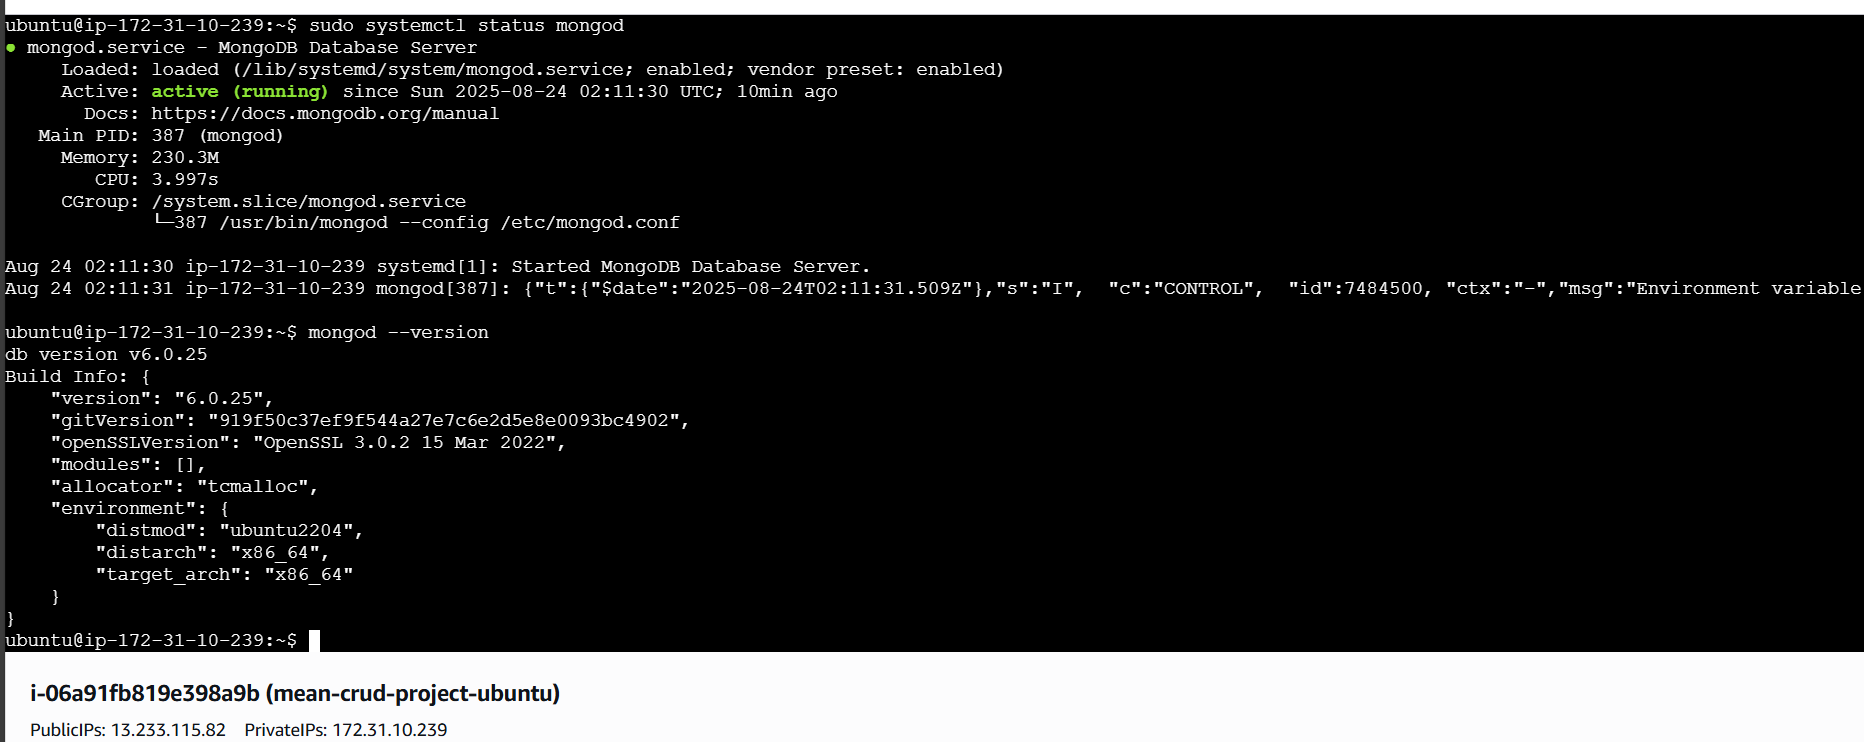 ubuntu@ip-172-31-10-239:~$ sudo systemctl status mongod
● mongod.service - MongoDB Database Server
     Loaded: loaded (/lib/systemd/system/mongod.service; enabled; vendor preset: enabled)
     Active: active (running) since Sun 2025-08-24 02:11:30 UTC; 10min ago
       Docs: https://docs.mongodb.org/manual
   Main PID: 387 (mongod)
     Memory: 230.3M
        CPU: 3.997s
     CGroup: /system.slice/mongod.service
             └─387 /usr/bin/mongod --config /etc/mongod.conf

Aug 24 02:11:30 ip-172-31-10-239 systemd[1]: Started MongoDB Database Server.
Aug 24 02:11:31 ip-172-31-10-239 mongod[387]: {"t":{"$date":"2025-08-24T02:11:31.509Z"},"s":"I",  "c":"CONTROL",  "id":7484500, "ctx":"-","msg":"Environment variable

ubuntu@ip-172-31-10-239:~$ mongod --version
db version v6.0.25
Build Info: {
    "version": "6.0.25",
    "gitVersion": "919f50c37ef9f544a27e7c6e2d5e8e0093bc4902",
    "openSSLVersion": "OpenSSL 3.0.2 15 Mar 2022",
    "modules": [],
    "allocator": "tcmalloc",
    "environment": {
        "distmod": "ubuntu2204",
        "distarch": "x86_64",
        "target_arch": "x86_64"
    }
}
ubuntu@ip-172-31-10-239:~$
i-06a91fb819e398a9b (mean-crud-project-ubuntu)
PublicIPs: 13.233.115.82    PrivateIPs: 172.31.10.239